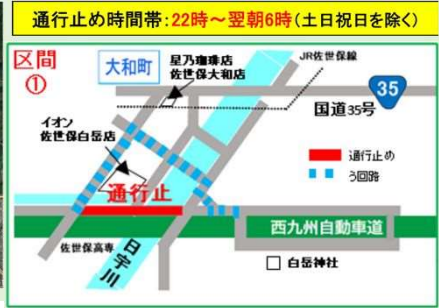 通行止め時間帯:22時～翌朝6時(土日祝日を除く)
区間
①
大和町
星乃珈琲店
佐世保大和店
JR佐世保線
35
国道35号
イオン
佐世保白岳店
通行止め
う回路
通行止
西九州自動車道
佐世保高専
日宇川
白岳神社